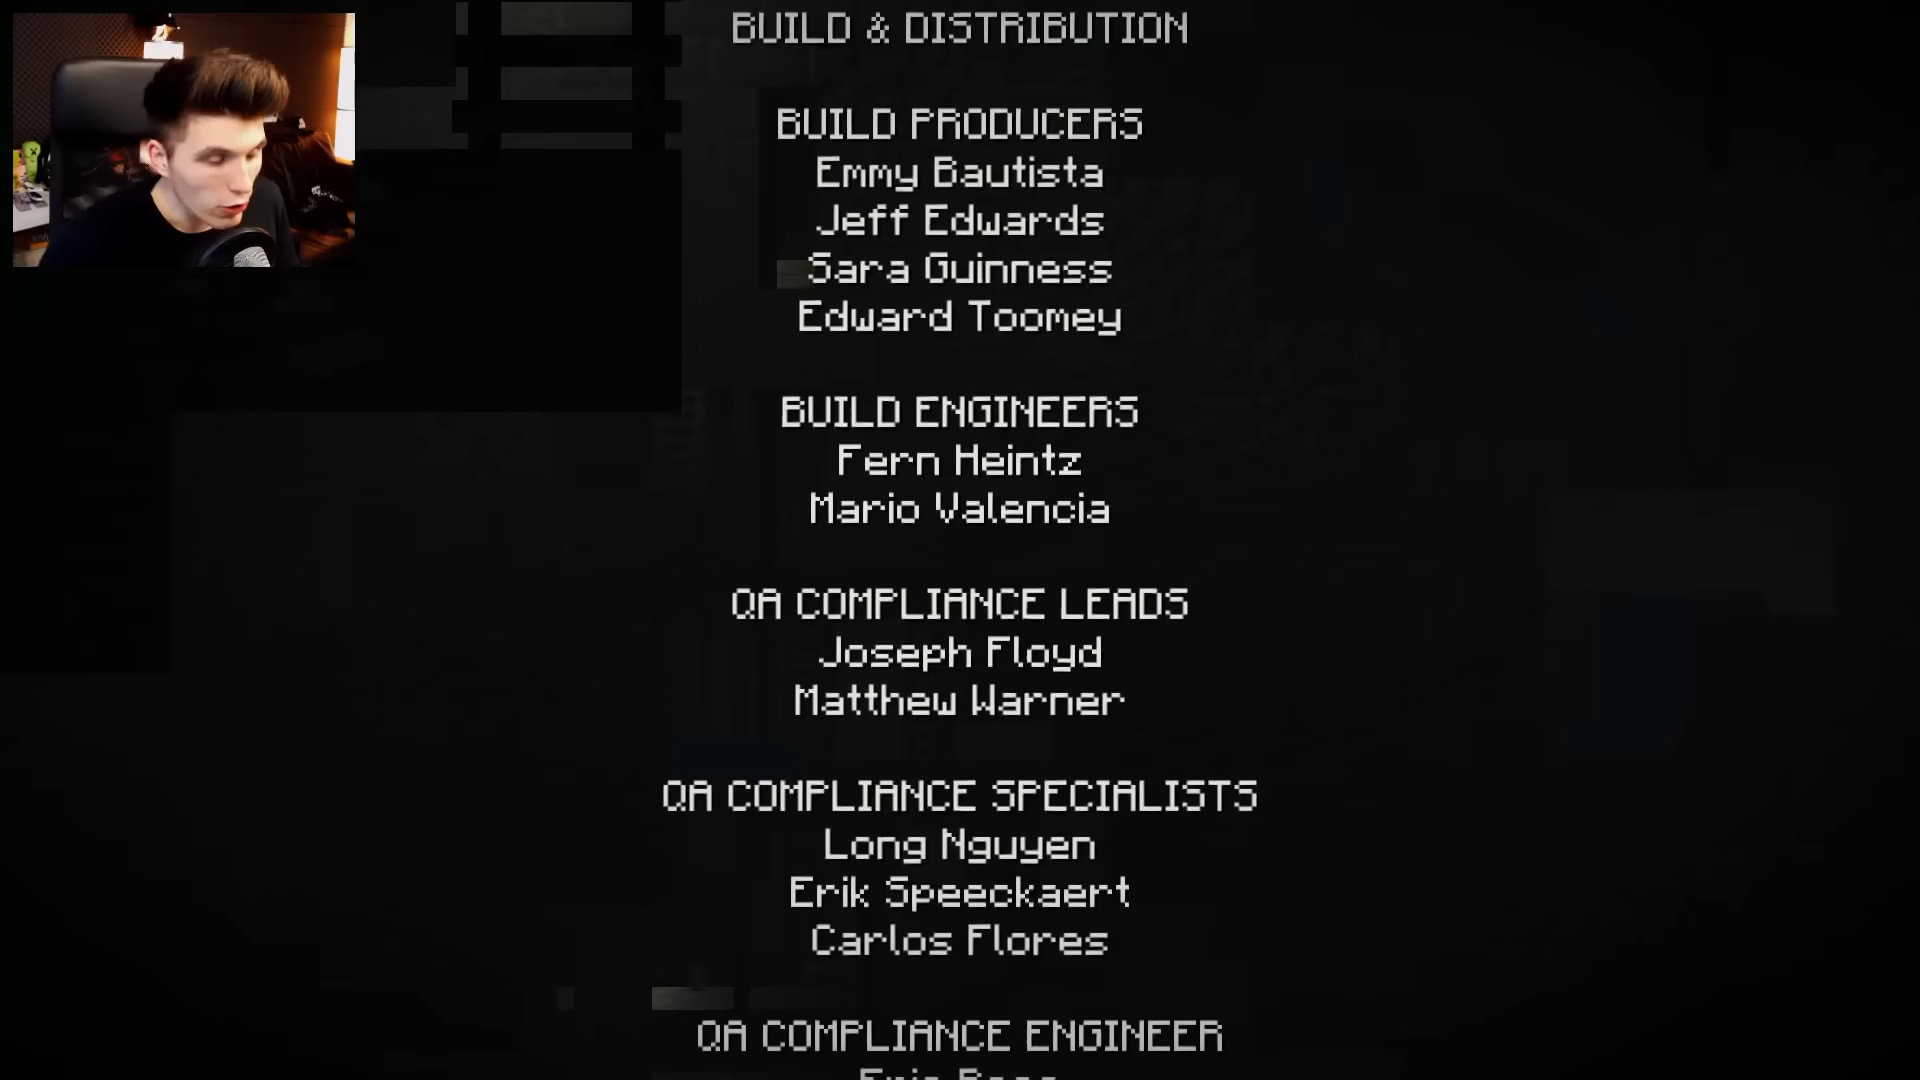 BUILD & DISTRIBUTION
BUILD PRODUCERS
Emmy Bautista
Jeff Edwards
Sara Guinness
Edward Toomey
BUILD ENGINEERS
Fern Heintz
Mario Valencia
QA COMPLIANCE LEADS
Joseph Floyd
Matthew Warner
QA COMPLIANCE SPECIALISTS
Long Nguyen
Erik Speeckaert
Carlos Flores
QA COMPLIANCE ENGINEER